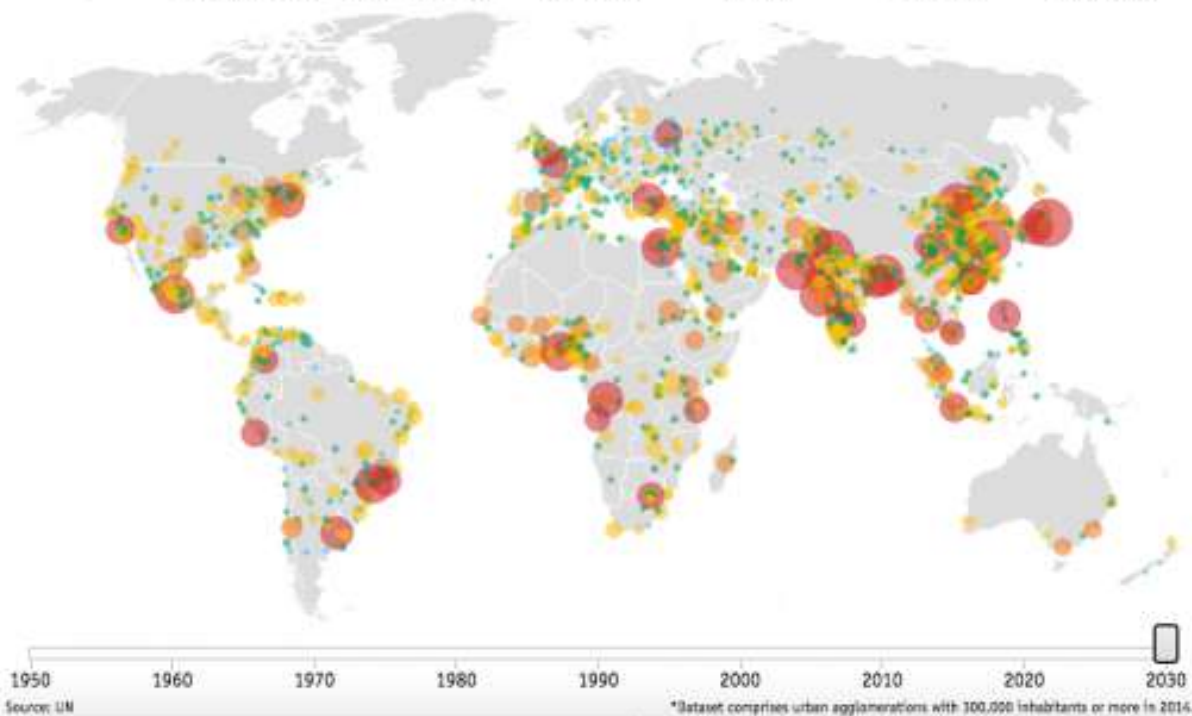 1950 1960 1970 1980 1990 2000 2010 2020 2030
Source: UN
*Dataset comprises urban agglomerations with 300,000 inhabitants or more in 2014